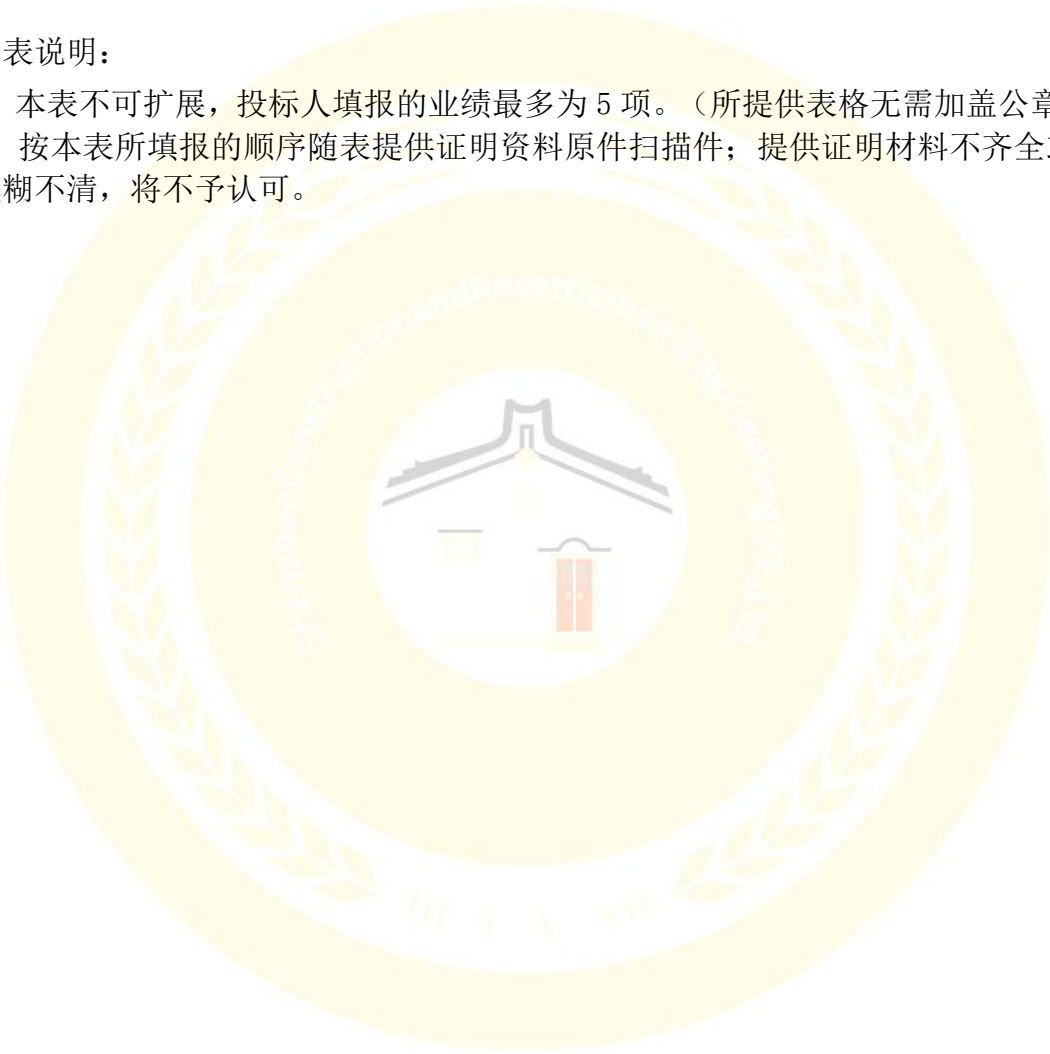 表说明：
本表不可扩展，投标人填报的业绩最多为 5 项。（所提供表格无需加盖公章
按本表所填报的顺序随表提供证明资料原件扫描件；提供证明材料不齐全
糊不清，将不予认可。
ShenzhenConstructionandResettlementEngineeringCO.,Ltd